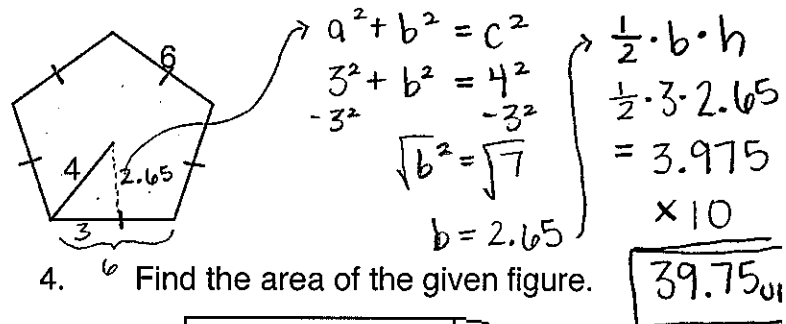 6
4
2.65
3
6
a² + b² = c²
3² + b² = 4²
-3² -3²
√b² = √7
b = 2.65
½ · b · h
½ · 3 · 2.65
= 3.975
× 10
39.75
4. Find the area of the given figure.